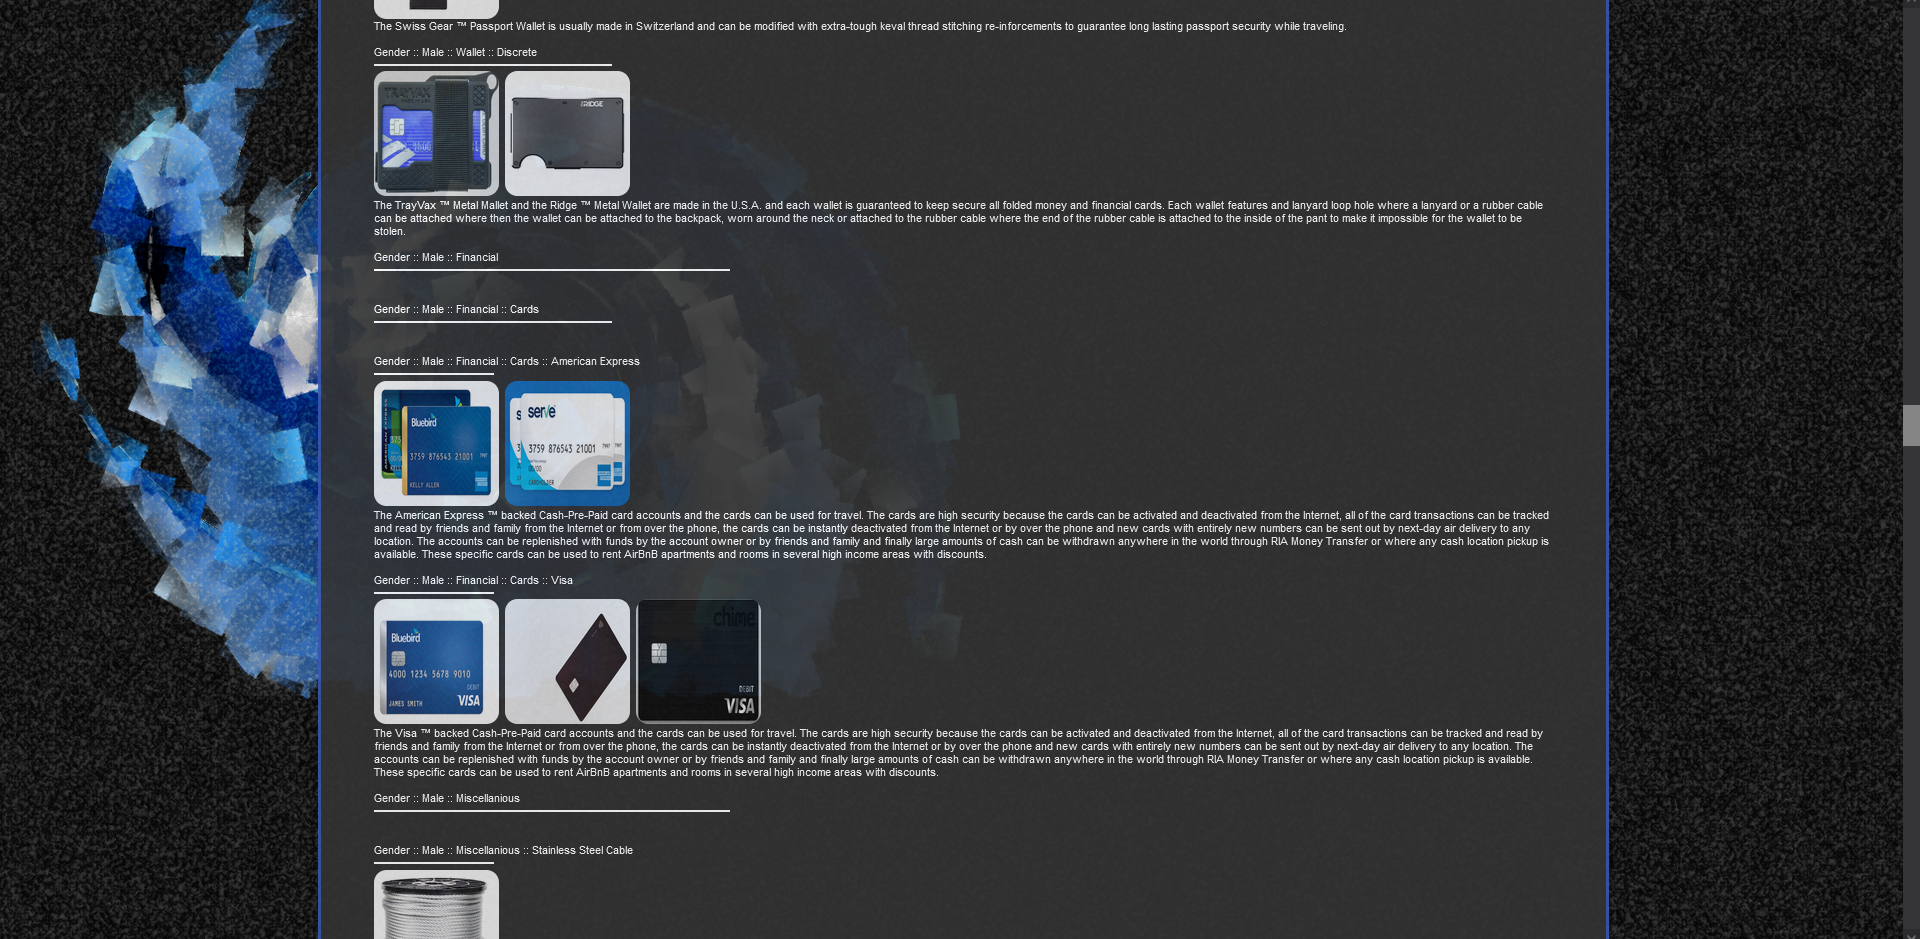 The Swiss Gear ™ Passport Wallet is usually made in Switzerland and can be modified with extra-tough keval thread stitching re-inforcements to guarantee long lasting passport security while traveling.
Gender :: Male :: Wallet :: Discrete
TRAYVAX
RIDGE
The TrayVax ™ Metal Mallet and the Ridge ™ Metal Wallet are made in the U.S.A. and each wallet is guaranteed to keep secure all folded money and financial cards. Each wallet features and lanyard loop hole where a lanyard or a rubber cable
can be attached where then the wallet can be attached to the backpack, worn around the neck or attached to the rubber cable where the end of the rubber cable is attached to the inside of the pant to make it impossible for the wallet to be
stolen.
Gender :: Male :: Financial
Gender :: Male :: Financial :: Cards
Gender :: Male :: Financial :: Cards :: American Express
AMERICAN EXPRESS
Bluebird
375
3759 876543 21001
7997
KELLY ALLEN
serve
3759 876543 21001
7997
00/00
CARDHOLDER
The American Express ™ backed Cash-Pre-Paid card accounts and the cards can be used for travel. The cards are high security because the cards can be activated and deactivated from the Internet, all of the card transactions can be tracked
and read by friends and family from the Internet or from over the phone, the cards can be instantly deactivated from the Internet or by over the phone and new cards with entirely new numbers can be sent out by next-day air delivery to any
location. The accounts can be replenished with funds by the account owner or by friends and family and finally large amounts of cash can be withdrawn anywhere in the world through RIA Money Transfer or where any cash location pickup is
available. These specific cards can be used to rent AirBnB apartments and rooms in several high income areas with discounts.
Gender :: Male :: Financial :: Cards :: Visa
Bluebird
4000 1234 5678 9010
DEBIT
JAMES SMITH
VISA
chime
DEBIT
VISA
The Visa ™ backed Cash-Pre-Paid card accounts and the cards can be used for travel. The cards are high security because the cards can be activated and deactivated from the Internet, all of the card transactions can be tracked and read by
friends and family from the Internet or from over the phone, the cards can be instantly deactivated from the Internet or by over the phone and new cards with entirely new numbers can be sent out by next-day air delivery to any location. The
accounts can be replenished with funds by the account owner or by friends and family and finally large amounts of cash can be withdrawn anywhere in the world through RIA Money Transfer or where any cash location pickup is available.
These specific cards can be used to rent AirBnB apartments and rooms in several high income areas with discounts.
Gender :: Male :: Miscellanious
Gender :: Male :: Miscellanious :: Stainless Steel Cable